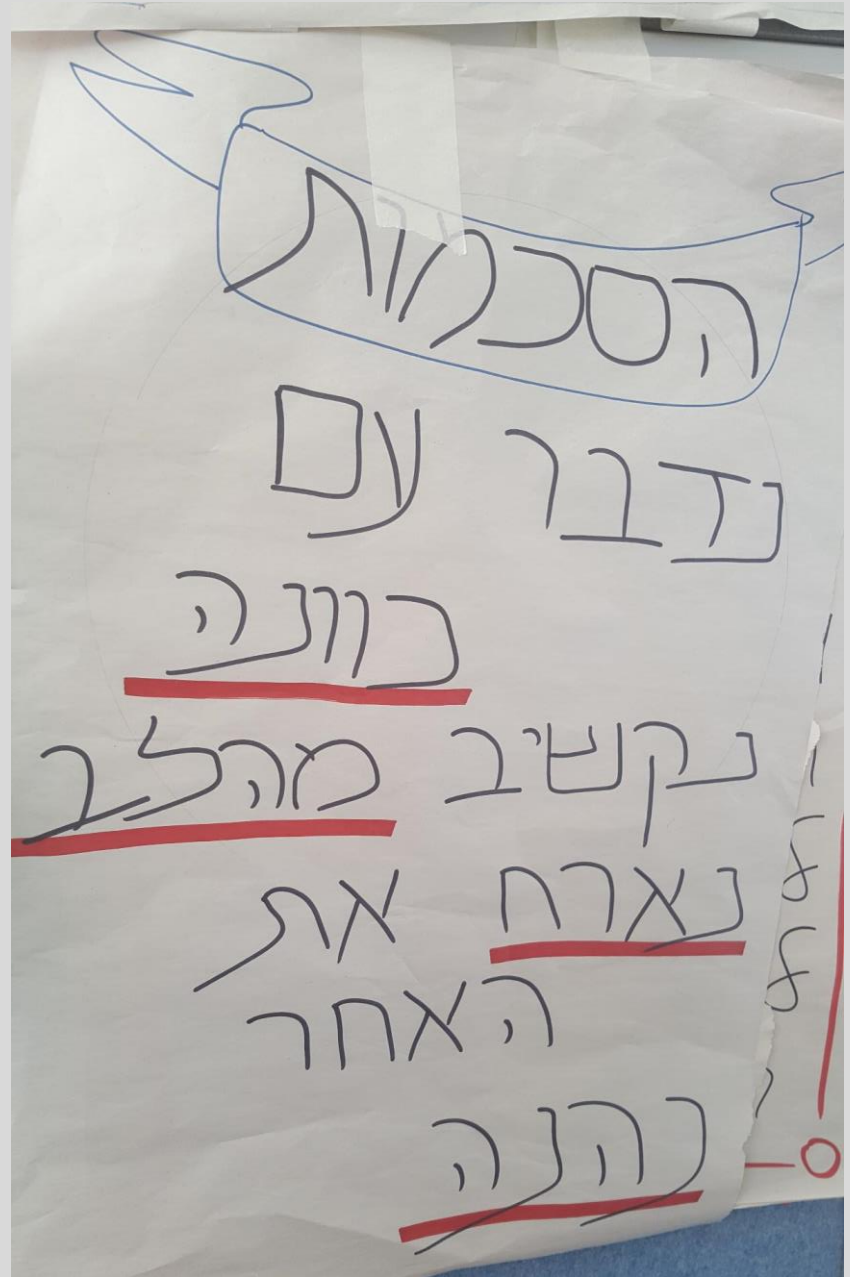 הסכמות
נדבר עם
כוונה
נקשיב מהלב
נארח את
האחר
נהנה